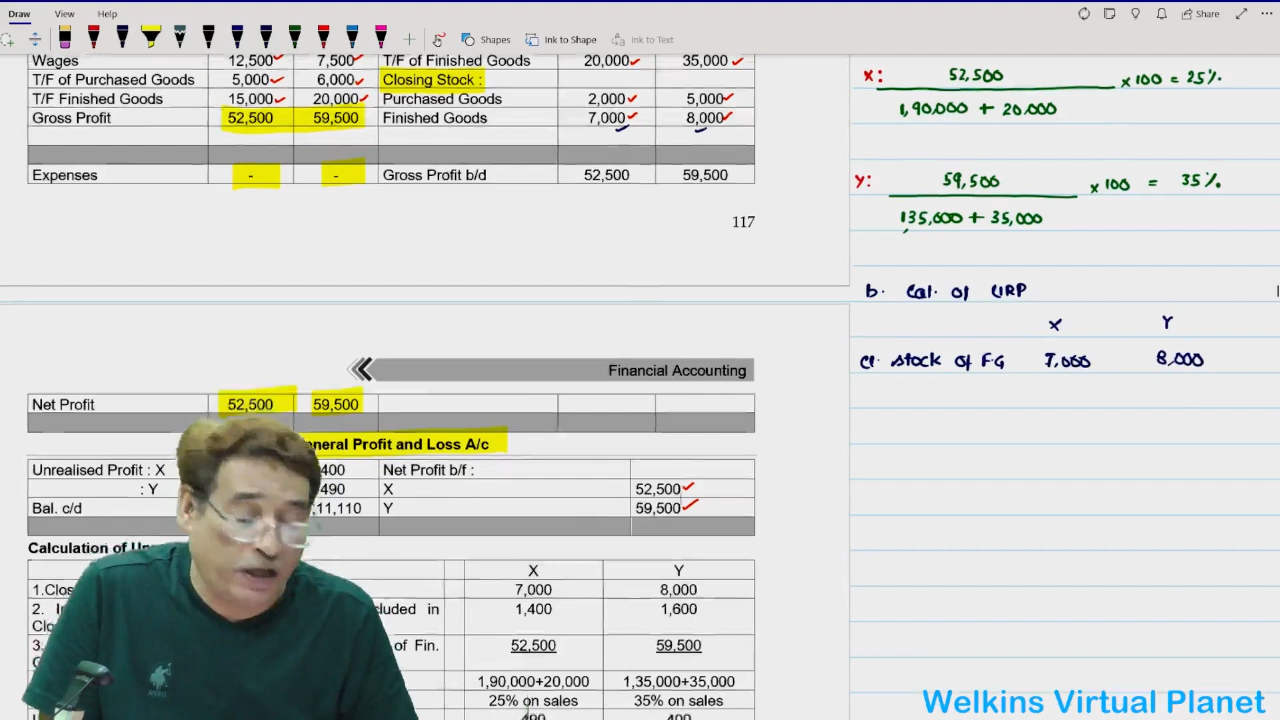 Draw View Help
Share
Shapes Ink to Shape Ink to Text
Wages 12,500 7,500 T/F of Finished Goods 20,000 35,000
T/F of Purchased Goods 5,000 6,000 Closing Stock :
T/F Finished Goods 15,000 20,000 Purchased Goods 2,000 5,000
Gross Profit 52,500 59,500 Finished Goods 7,000 8,000
Expenses - - Gross Profit b/d 52,500 59,500
117
Financial Accounting
Net Profit 52,500 59,500
neral Profit and Loss A/c
Unrealised Profit : X 400 Net Profit b/f :
: Y 490 X 52,500
Bal. c/d ,11,110 Y 59,500
Calculation of
X Y
7,000 8,000
2. cluded in 1,400 1,600
3. of Fin. 52,500 59,500
1,90,000+20,000 1,35,000+35,000
25% on sales 35% on sales
X: 52,500
x100 = 25%
1,90,000 + 20,000
Y: 59,500
x100 = 35%
135,000 + 35,000
b. Cal. of URP
X Y
Cl. Stock of F.G 7,000 8,000
Welkins Virtual Planet